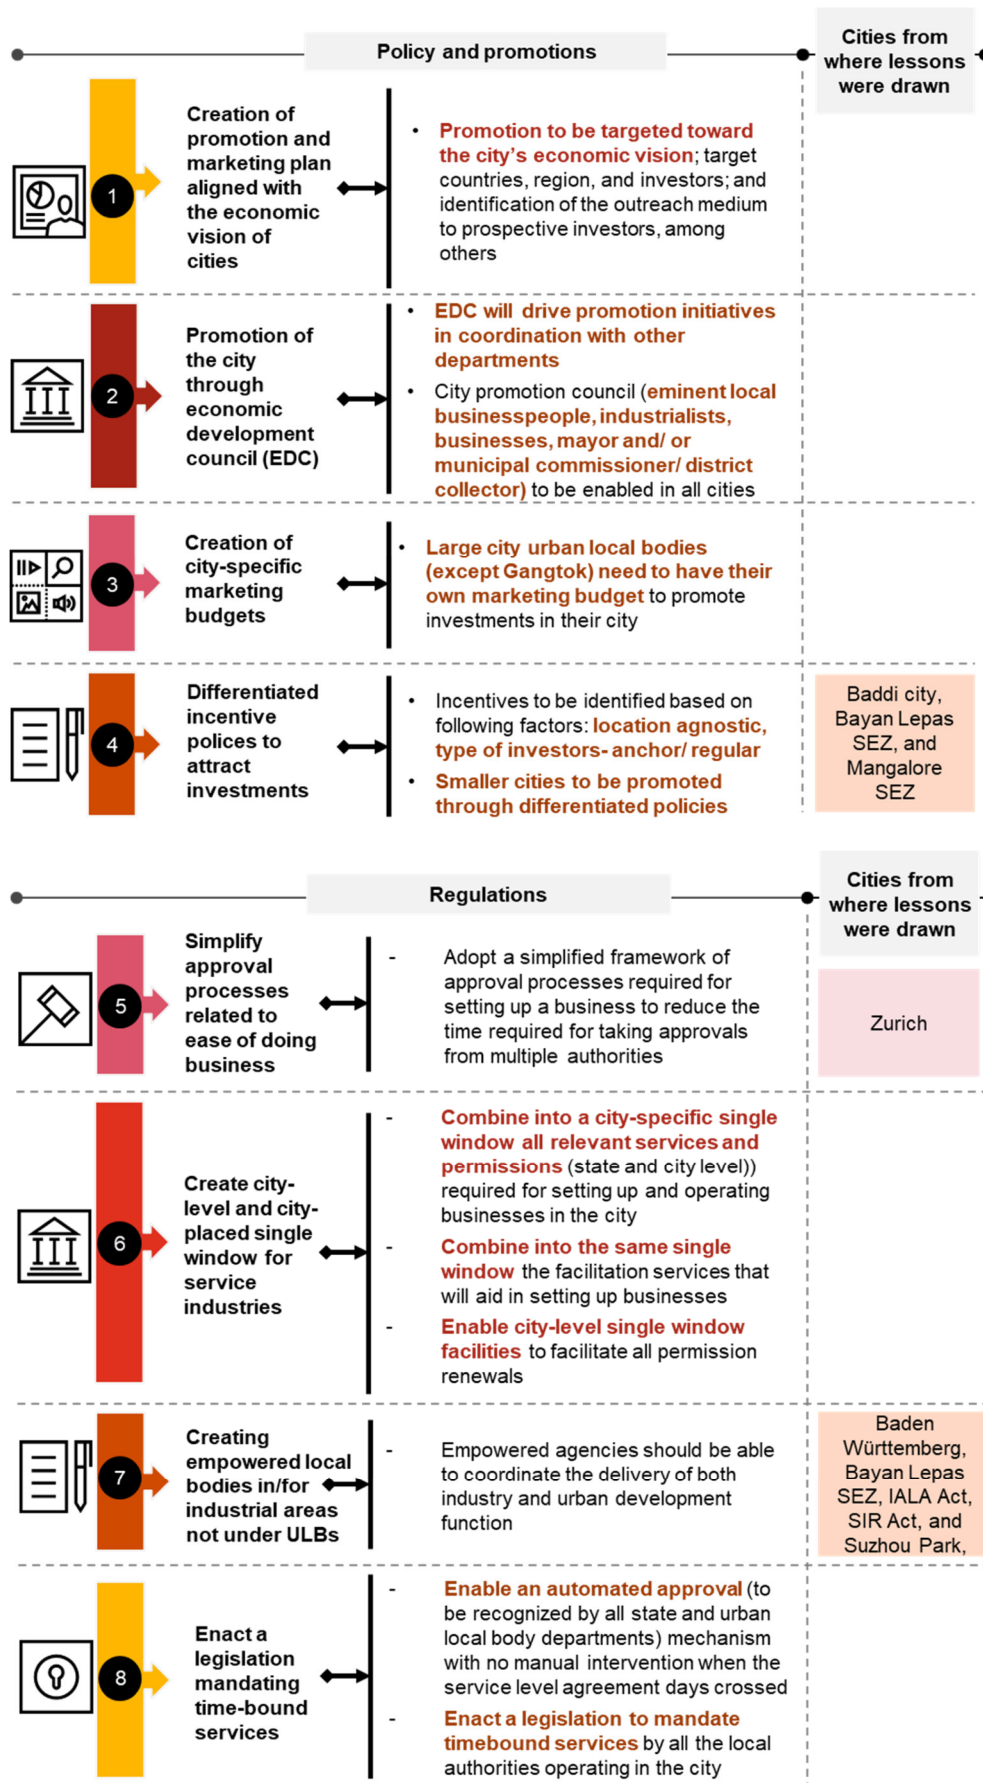 Policy and promotions
Cities from
where lessons
were drawn
1
Creation of
promotion and
marketing plan
aligned with
the economic
vision of
cities
• Promotion to be targeted toward
the city's economic vision; target
countries, region, and investors; and
identification of the outreach medium
to prospective investors, among
others
2
Promotion of
the city
through
economic
development
council (EDC)
• EDC will drive promotion initiatives
in coordination with other
departments
• City promotion council (eminent local
businesspeople, industrialists,
businesses, mayor and/ or
municipal commissioner/ district
collector) to be enabled in all cities
3
Creation of
city-specific
marketing
budgets
• Large city urban local bodies
(except Gangtok) need to have their
own marketing budget to promote
investments in their city
4
Differentiated
incentive
polices to
attract
investments
• Incentives to be identified based on
following factors: location agnostic,
type of investors- anchor/ regular
• Smaller cities to be promoted
through differentiated policies
Baddi city,
Bayan Lepas
SEZ, and
Mangalore
SEZ
Regulations
Cities from
where lessons
were drawn
5
Simplify
approval
processes
related to
ease of doing
business
- Adopt a simplified framework of
approval processes required for
setting up a business to reduce the
time required for taking approvals
from multiple authorities
Zurich
6
Create city-
level and city-
placed single
window for
service
industries
- Combine into a city-specific single
window all relevant services and
permissions (state and city level))
required for setting up and operating
businesses in the city
- Combine into the same single
window the facilitation services that
will aid in setting up businesses
- Enable city-level single window
facilities to facilitate all permission
renewals
7
Creating
empowered local
bodies in/for
industrial areas
not under ULBs
- Empowered agencies should be able
to coordinate the delivery of both
industry and urban development
function
Baden
Württemberg,
Bayan Lepas
SEZ, IALA Act,
SIR Act, and
Suzhou Park,
8
Enact a
legislation
mandating
time-bound
services
- Enable an automated approval (to
be recognized by all state and urban
local body departments) mechanism
with no manual intervention when the
service level agreement days crossed
- Enact a legislation to mandate
timebound services by all the local
authorities operating in the city